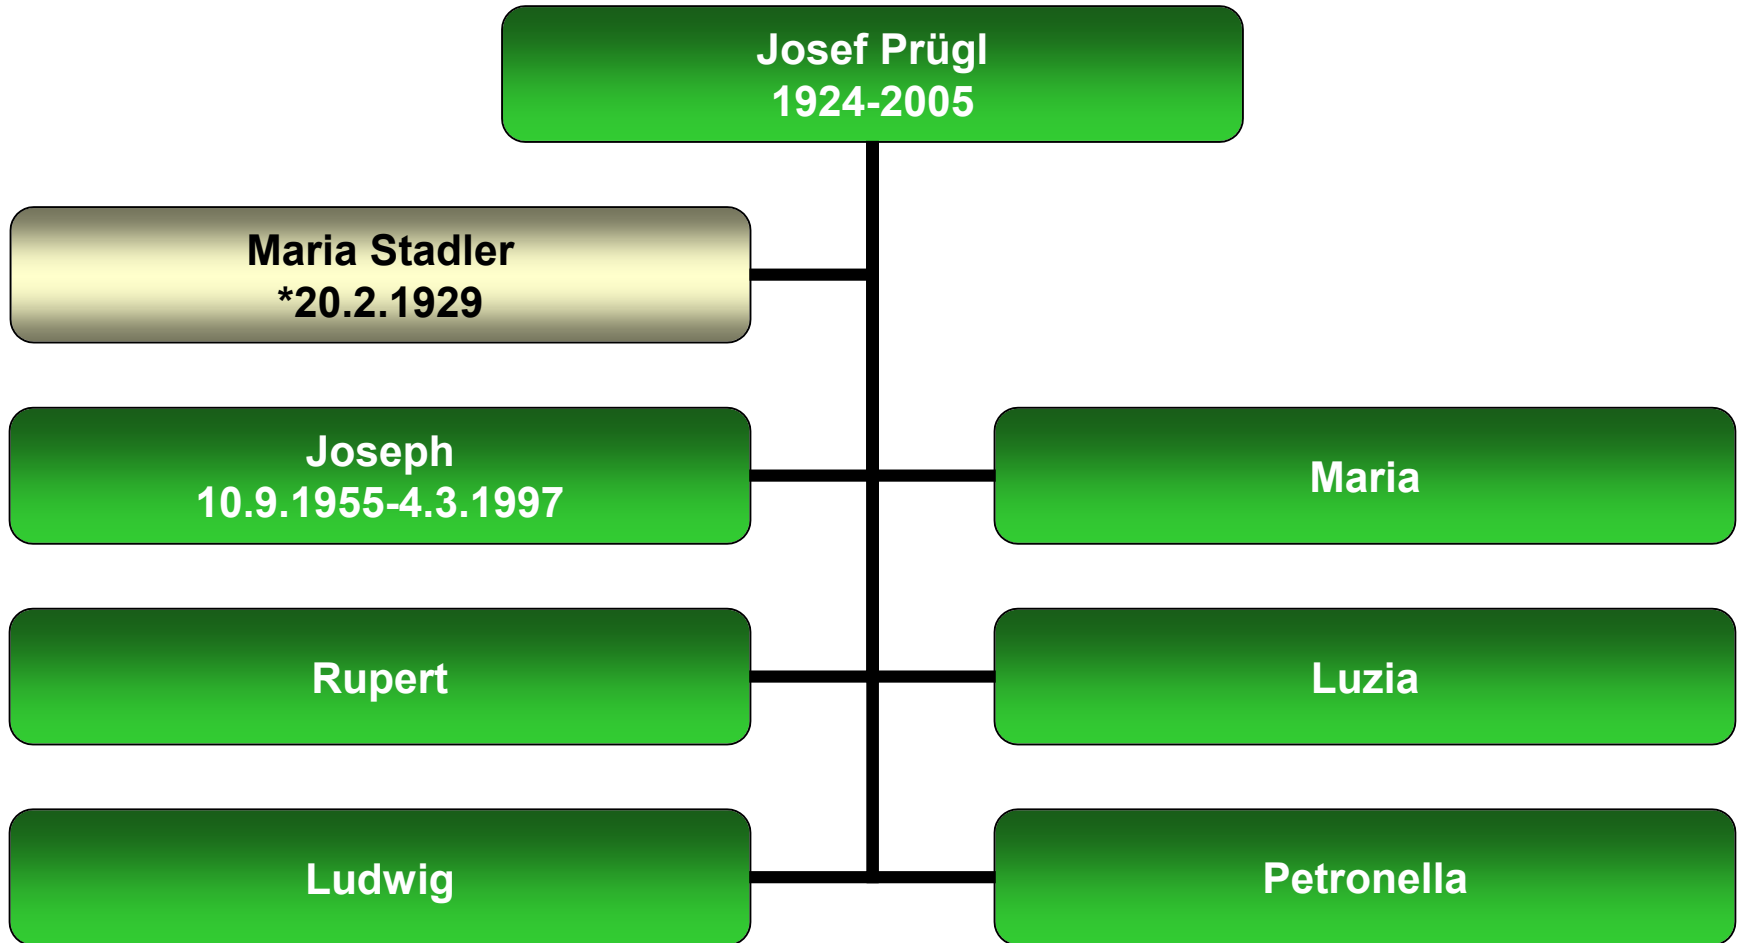 Josef Prügl
1924-2005
Maria Stadler
*20.2.1929
Joseph
10.9.1955-4.3.1997
Maria
Rupert
Luzia
Ludwig
Petronella